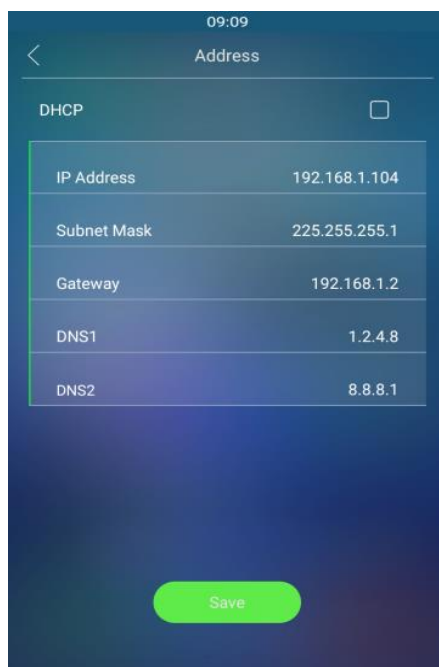 09:09
Address
DHCP
IP Address 192.168.1.104
Subnet Mask 225.255.255.1
Gateway 192.168.1.2
DNS1 1.2.4.8
DNS2 8.8.8.1
Save